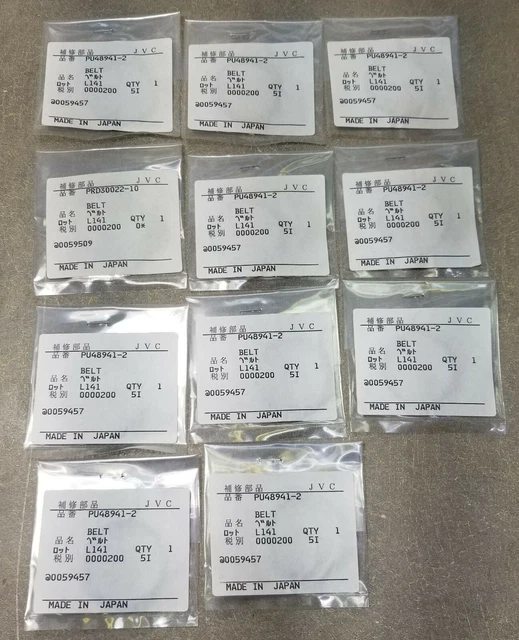 補修部品 JVC
品番 PU48941-2
BELT
品名 ベルト
ロット L141 QTY 1
税別 0000200 5I
a0059457
MADE IN JAPAN
補修部品 JVC
品番 PU48941-2
BELT
品名 ベルト
ロット L141 QTY 1
税別 0000200 5I
a0059457
MADE IN JAPAN
補修部品 JVC
品番 PU48941-2
BELT
品名 ベルト
ロット L141 QTY 1
税別 0000200 5I
a0059457
MADE IN JAPAN
補修部品 JVC
品番 PRD30022-10
BELT
品名 ベルト
ロット L141 QTY 1
税別 0000200 0*
a0059509
MADE IN JAPAN
補修部品 JVC
品番 PU48941-2
BELT
品名 ベルト
ロット L141 QTY 1
税別 0000200 5I
a0059457
MADE IN JAPAN
補修部品 JVC
品番 PU48941-2
BELT
品名 ベルト
ロット L141 QTY 1
税別 0000200 5I
a0059457
MADE IN JAPAN
補修部品 JVC
品番 PU48941-2
BELT
品名 ベルト
ロット L141 QTY 1
税別 0000200 5I
a0059457
MADE IN JAPAN
補修部品 JVC
品番 PU48941-2
BELT
品名 ベルト
ロット L141 QTY 1
税別 0000200 5I
a0059457
MADE IN JAPAN
補修部品 JVC
品番 PU48941-2
BELT
品名 ベルト
ロット L141 QTY 1
税別 0000200 5I
a0059457
MADE IN JAPAN
補修部品 JVC
品番 PU48941-2
BELT
品名 ベルト
ロット L141 QTY 1
税別 0000200 5I
a0059457
MADE IN JAPAN
補修部品 JVC
品番 PU48941-2
BELT
品名 ベルト
ロット L141 QTY 1
税別 0000200 5I
a0059457
MADE IN JAPAN